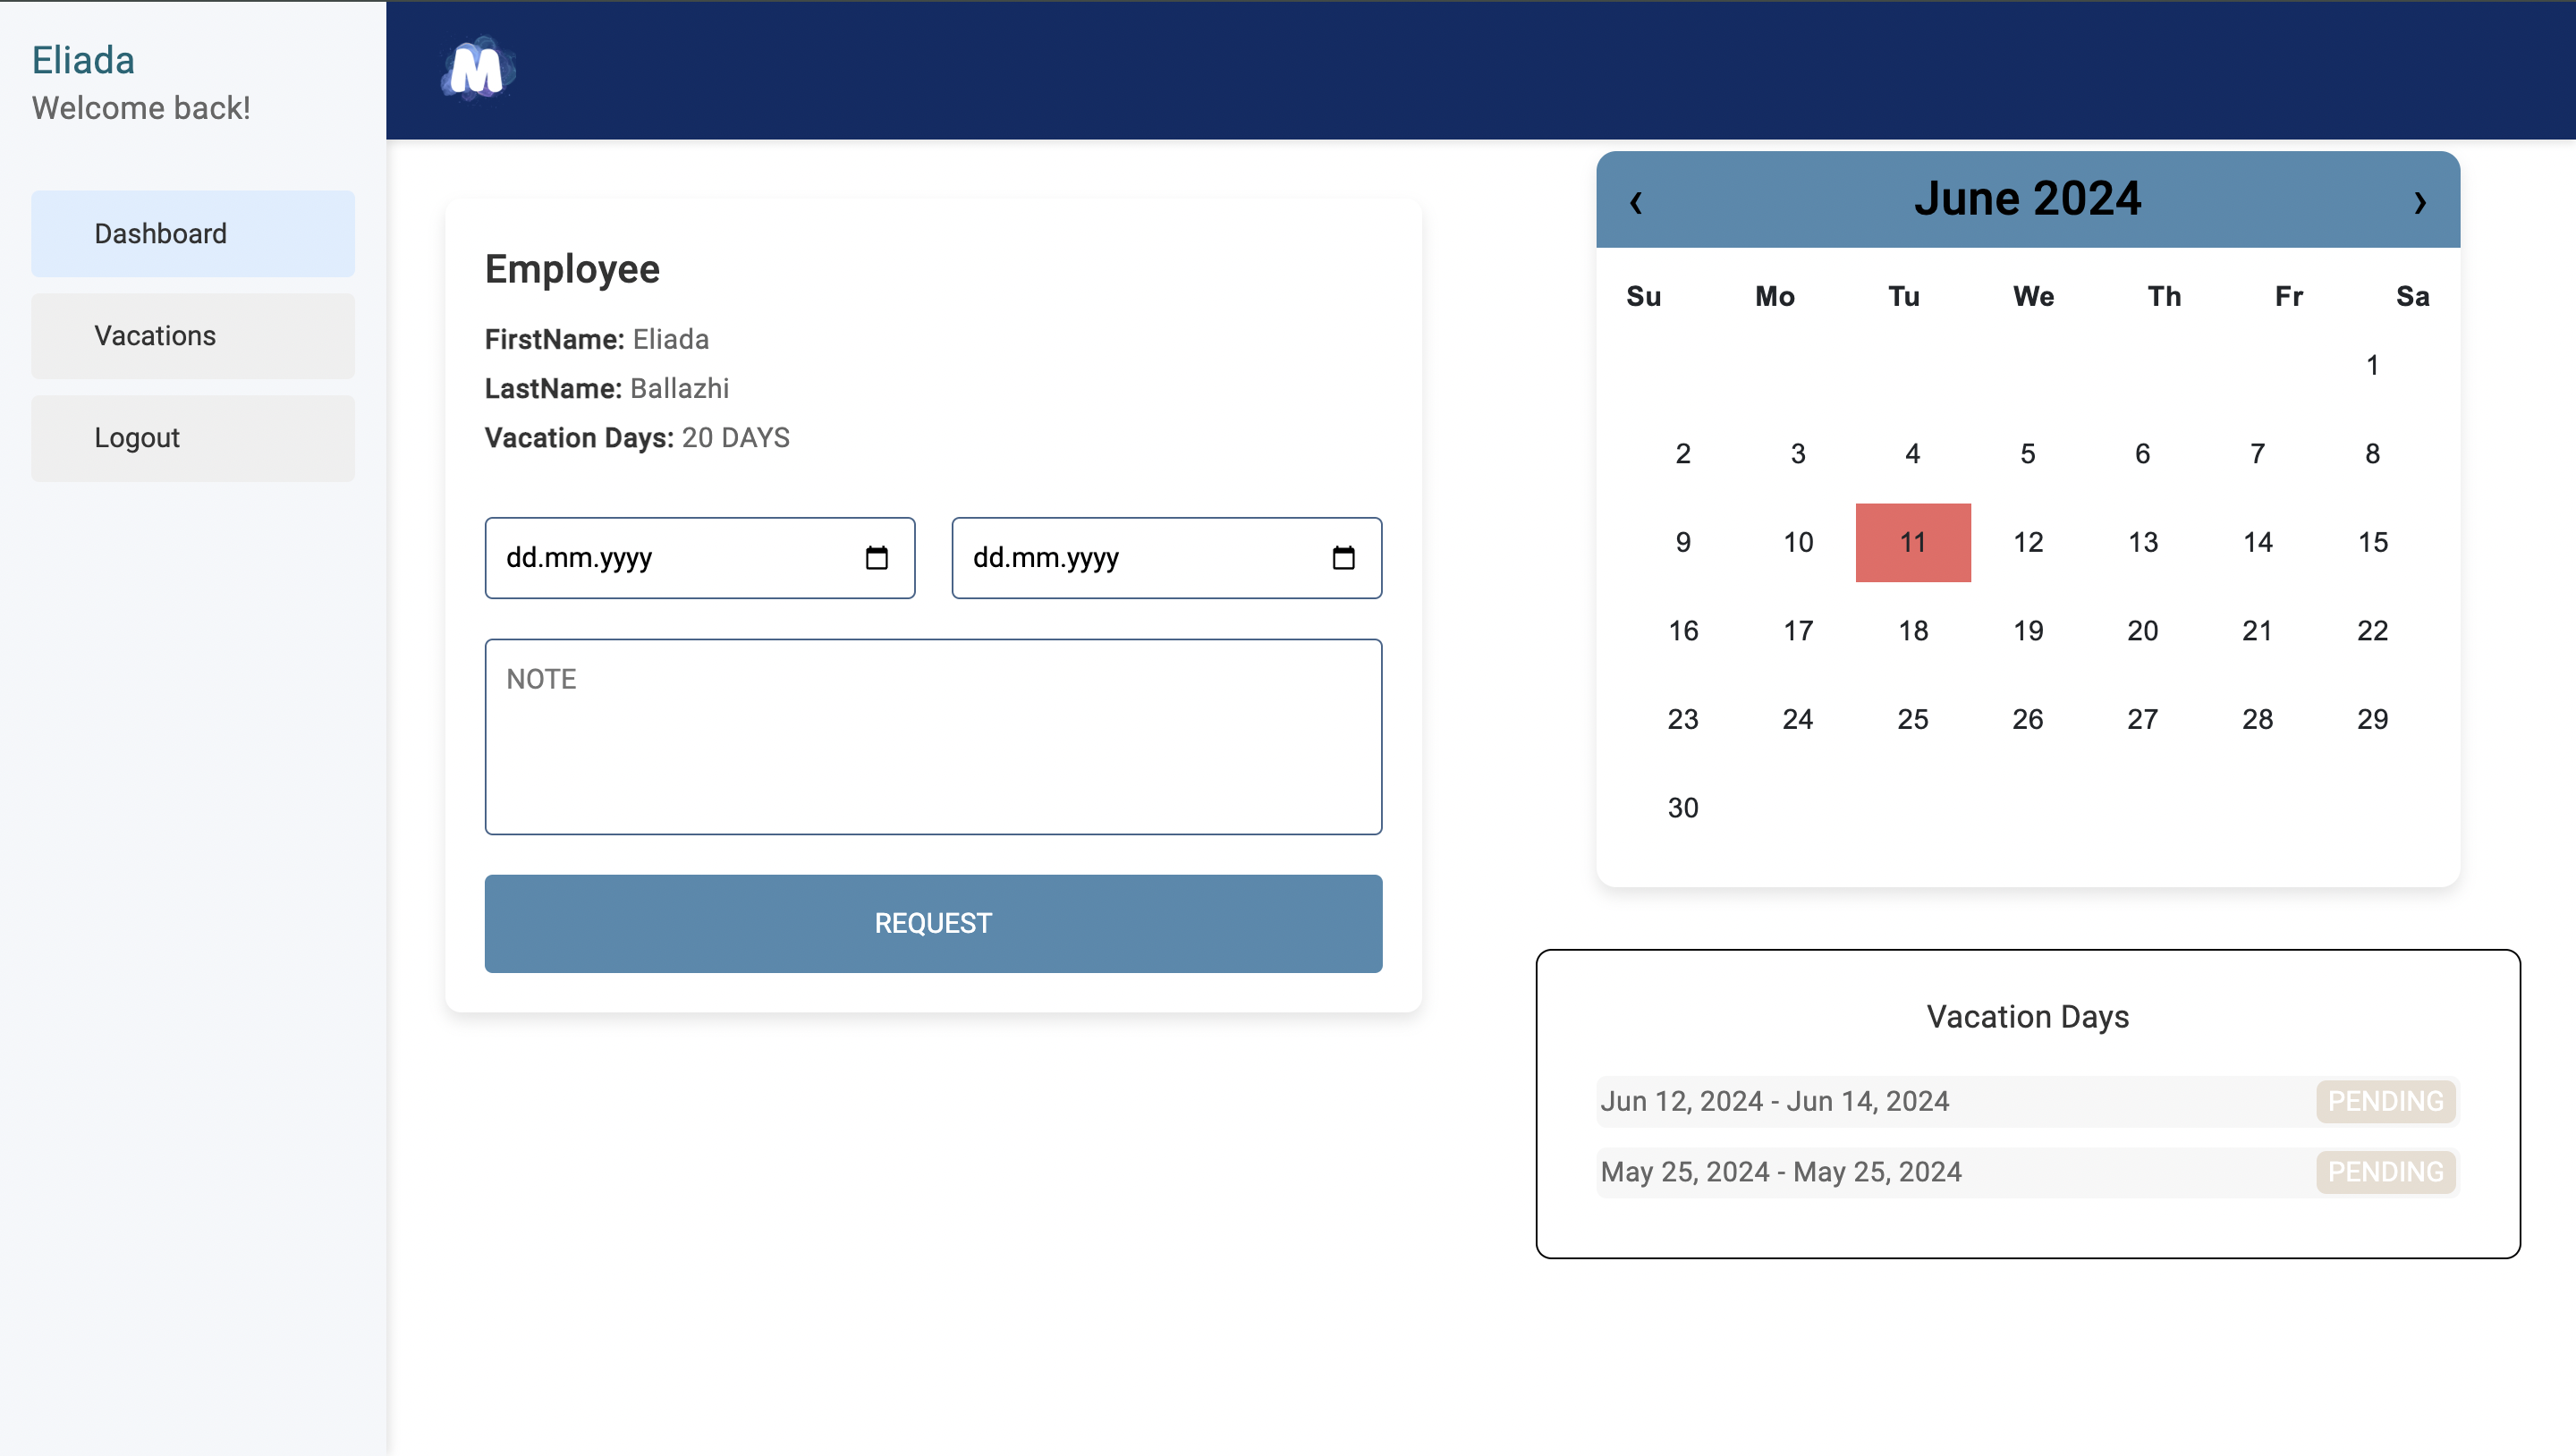 Eliada
Welcome back!
Dashboard
Vacations
Logout
M
Employee
FirstName: Eliada
LastName: Ballazhi
Vacation Days: 20 DAYS
dd.mm.yyyy dd.mm.yyyy
NOTE
REQUEST
‹ June 2024 ›
Su Mo Tu We Th Fr Sa
1
2 3 4 5 6 7 8
9 10 11 12 13 14 15
16 17 18 19 20 21 22
23 24 25 26 27 28 29
30
Vacation Days
Jun 12, 2024 - Jun 14, 2024 PENDING
May 25, 2024 - May 25, 2024 PENDING